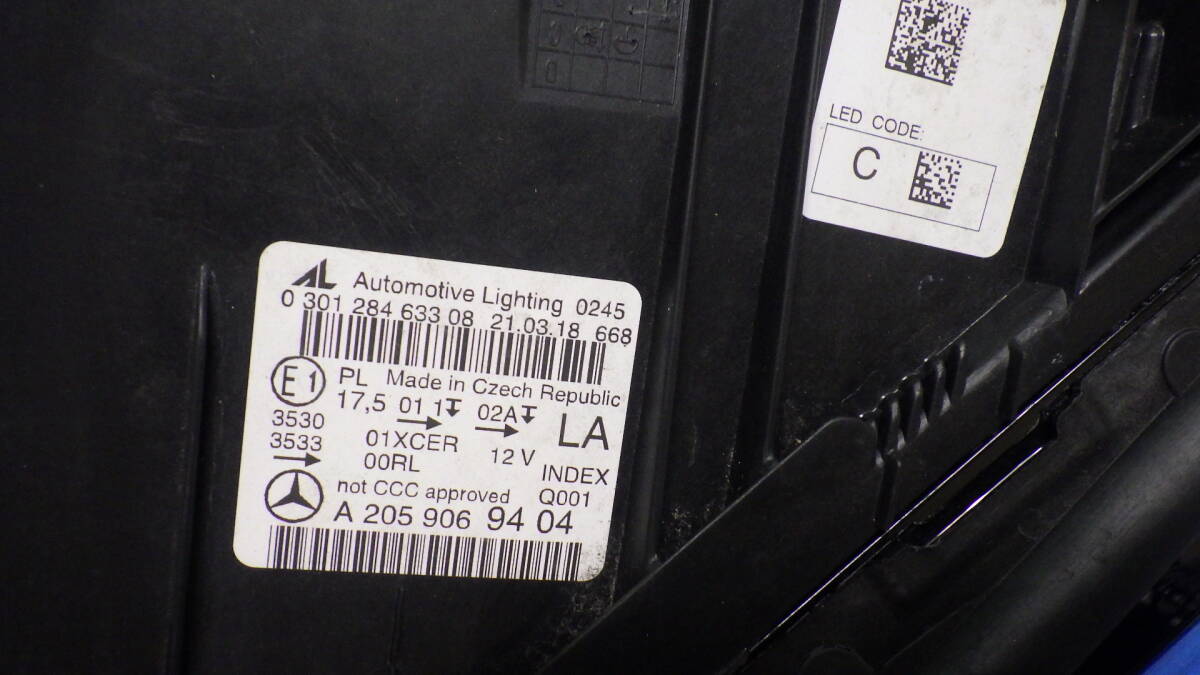 LED CODE:
C
AL Automotive Lighting 0245
0 301 284 633 08 21.03.18 668
E1 PL Made in Czech Republic
17,5 01 1 02A
3530
3533
01XCER 12 V LA
00RL INDEX
not CCC approved Q001
A 205 906 94 04